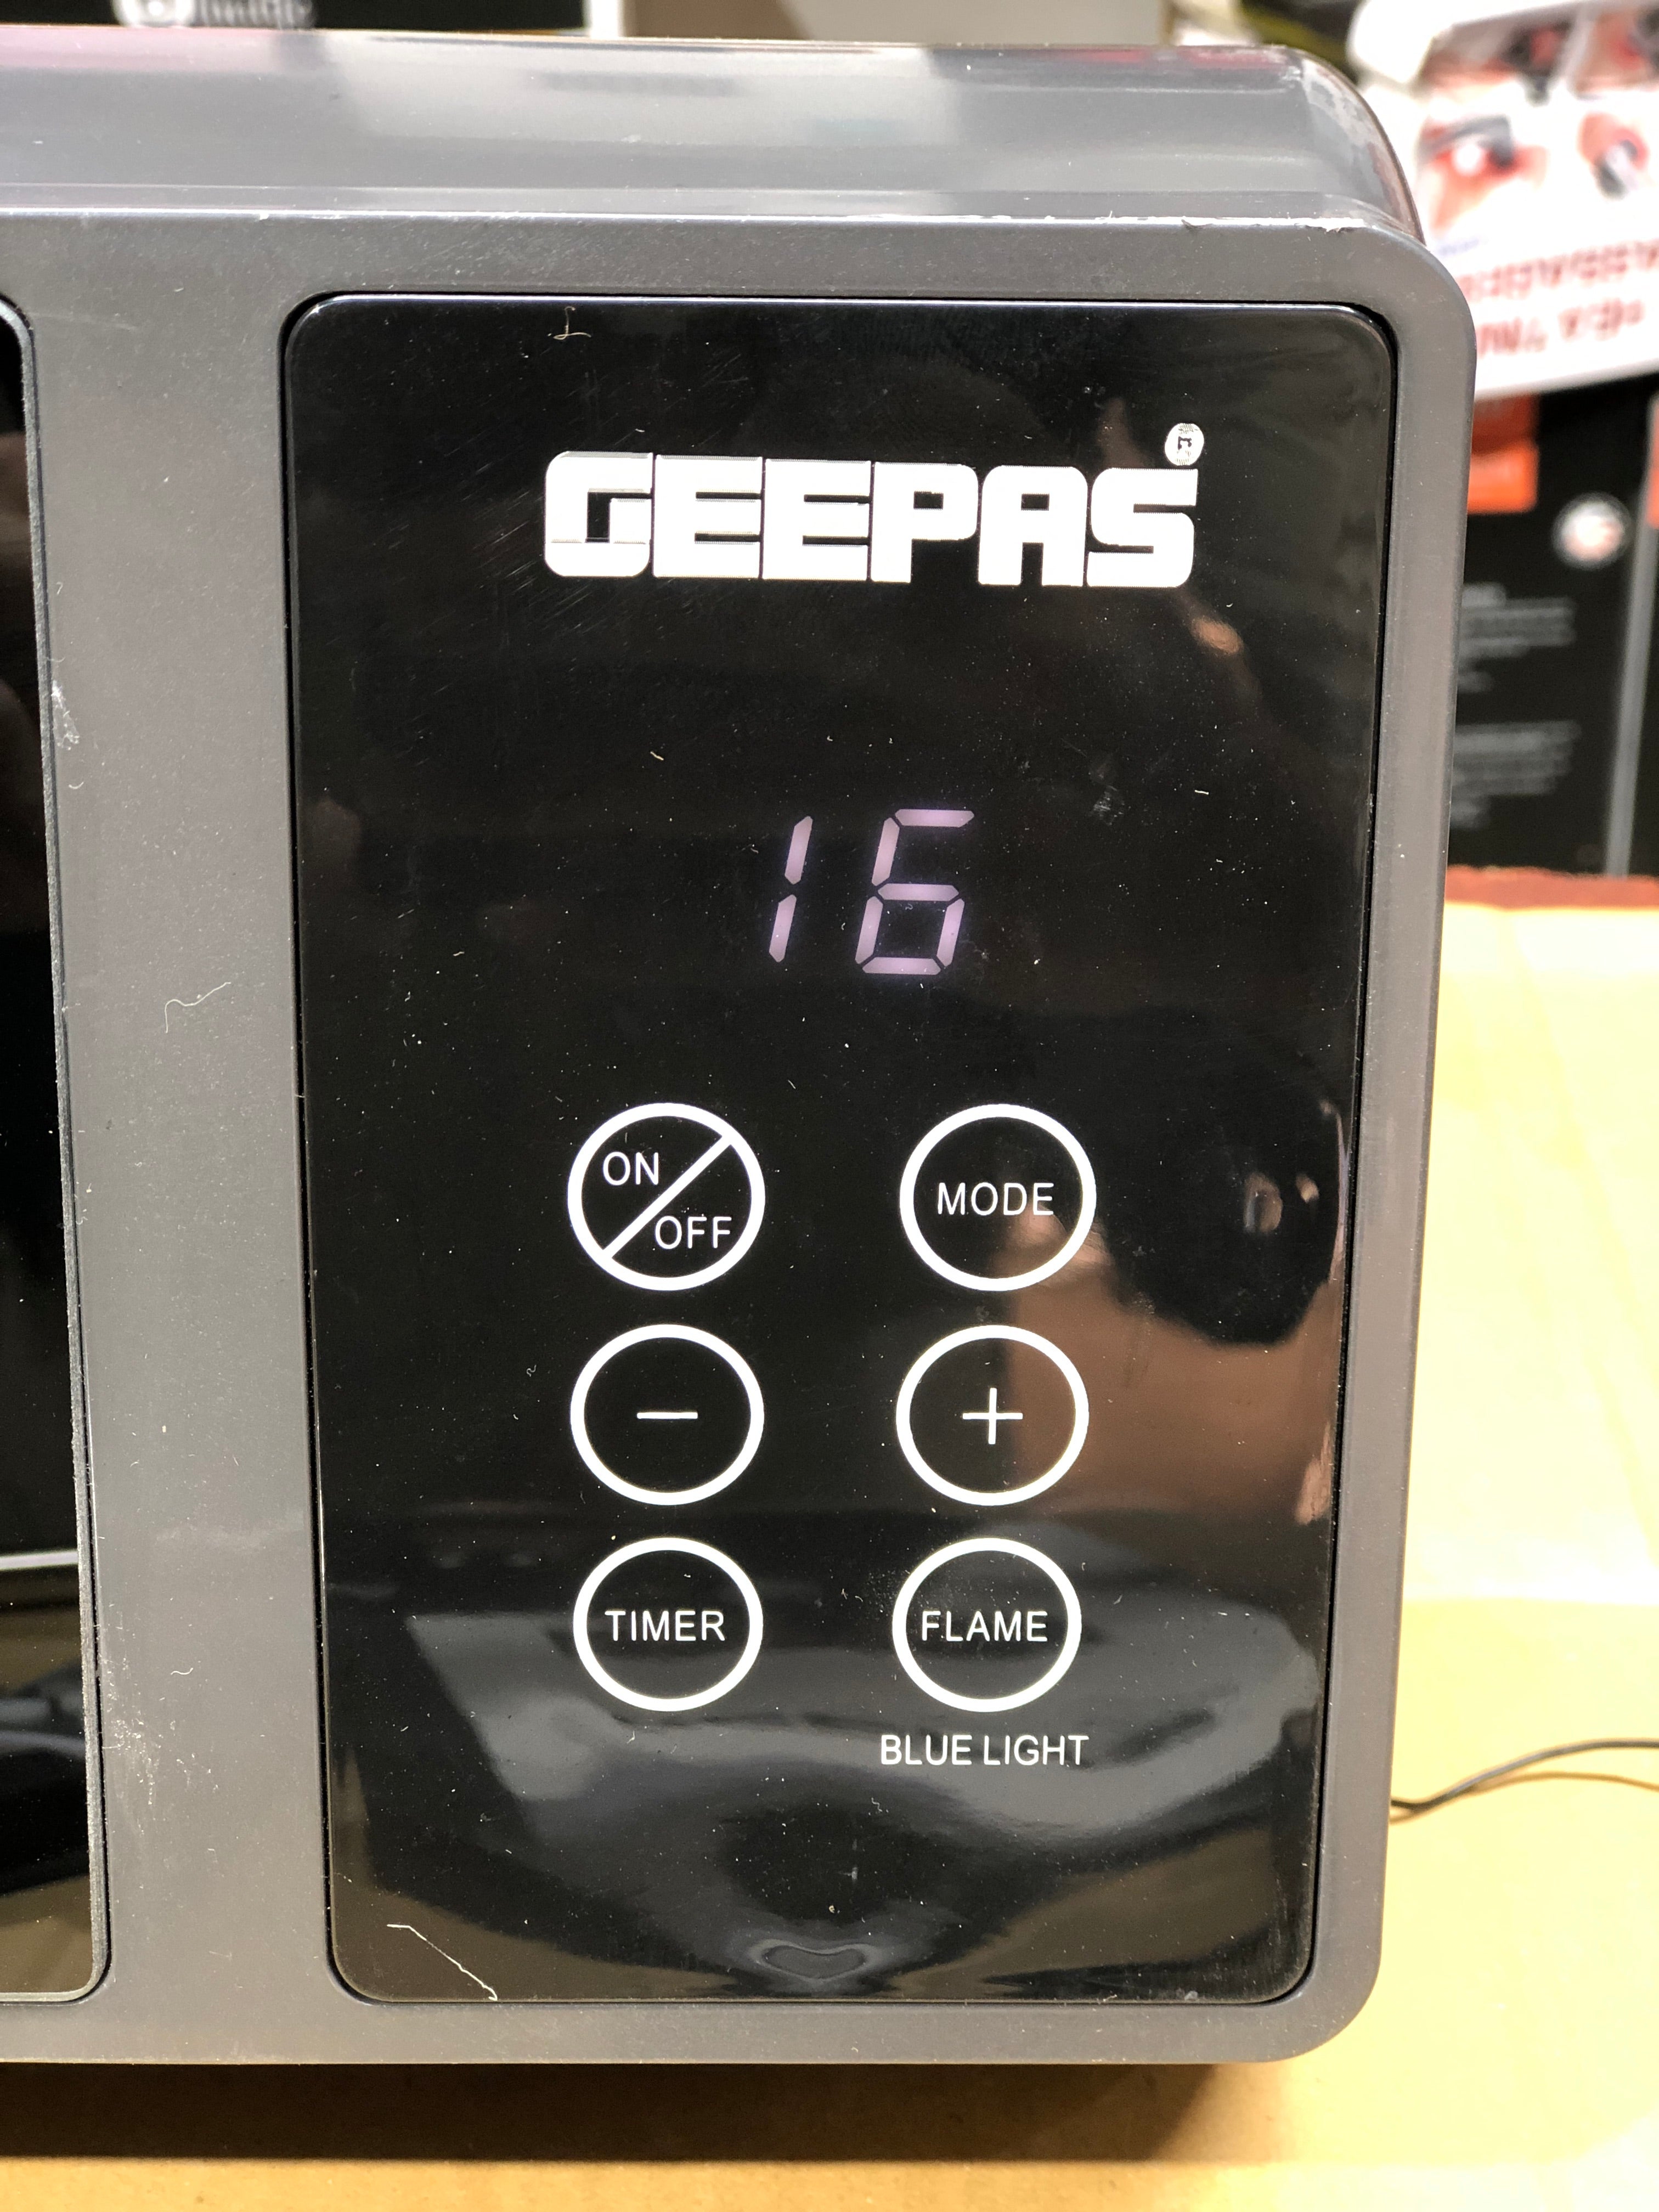 GEEPAS®
16
ON OFF
MODE
− +
TIMER FLAME
BLUE LIGHT